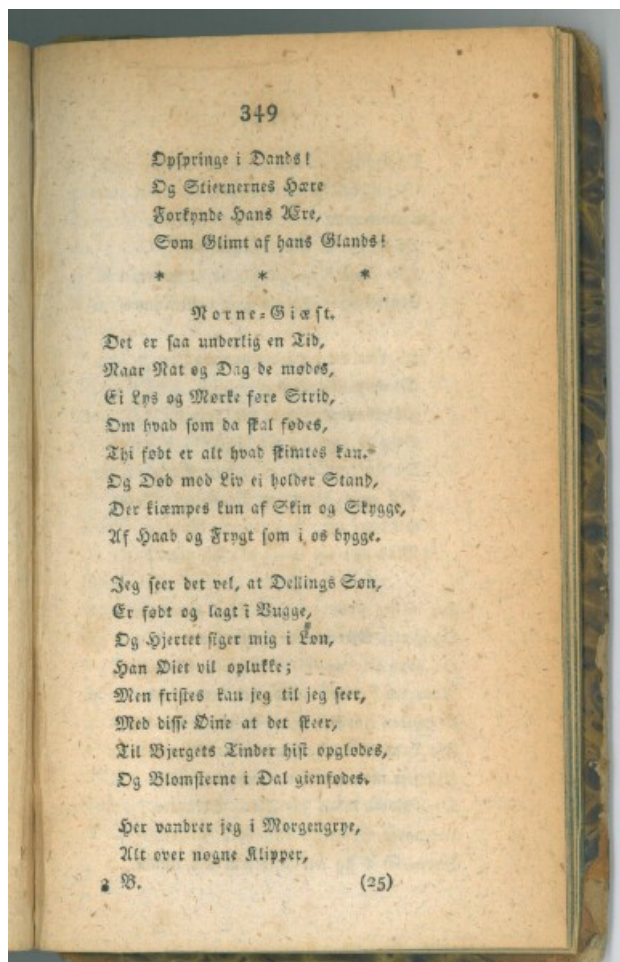 349
Opspringe i Dands!
Og Stiernernes Hære
Forkynde Hans Ære,
Som Glimt af hans Glands!
* * *
Norne-Giæst.
Det er saa underlig en Tid,
Naar Nat og Dag de mødes,
Ei Lys og Mørke føre Strid,
Om hvad som da skal fødes,
Thi født er alt hvad skimtes kan.
Og Død mod Liv ei holder Stand,
Der kiæmpes kun af Skin og Skygge,
Af Haab og Frygt som i os bygge.
Jeg seer det vel, at Dellings Søn,
Er født og lagt i Vugge,
Og Hjertet siger mig i Løn,
Han Øiet vil oplukke;
Men fristes kan jeg til jeg seer,
Med disse Øine at det skeer,
Til Bjergets Tinder hist opglødes,
Og Blomsterne i Dal gienfødes.
Her vandrer jeg i Morgengrye,
Alt over nøgne Klipper,
2 B. (25)